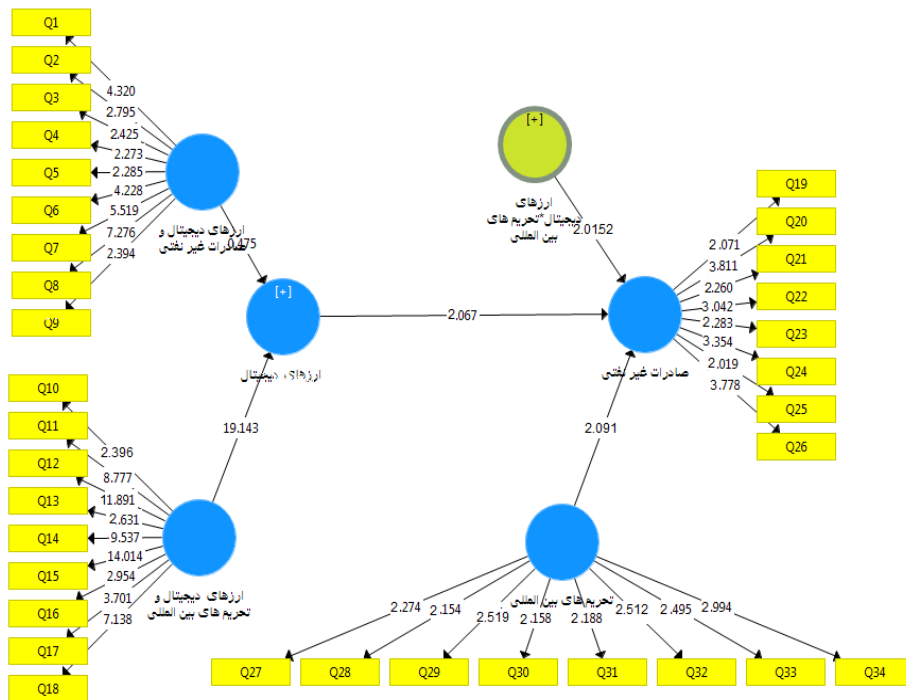 Q1
Q2
Q3
Q4
Q5
Q6
Q7
Q8
Q9
4.320
2.795
2.425
2.273
2.285
4.228
5.519
7.276
2.394
ارزهای دیجیتال و
صادرات غیر نفتی
0.475
[+]
ارزهای دیجیتال
2.067
[+]
ارزهای
دیجیتال*تحریم های
بین المللی
2.0152
صادرات غیر نفتی
Q19
Q20
Q21
Q22
Q23
Q24
Q25
Q26
2.071
3.811
2.260
3.042
2.283
3.354
2.019
3.778
Q10
Q11
Q12
Q13
Q14
Q15
Q16
Q17
Q18
2.396
8.777
11.891
2.631
9.537
14.014
2.954
3.701
7.138
19.143
ارزهای دیجیتال و
تحریم های بین المللی
2.091
تحریم های بین المللی
2.274
2.154
2.519
2.158
2.188
2.512
2.495
2.994
Q27
Q28
Q29
Q30
Q31
Q32
Q33
Q34